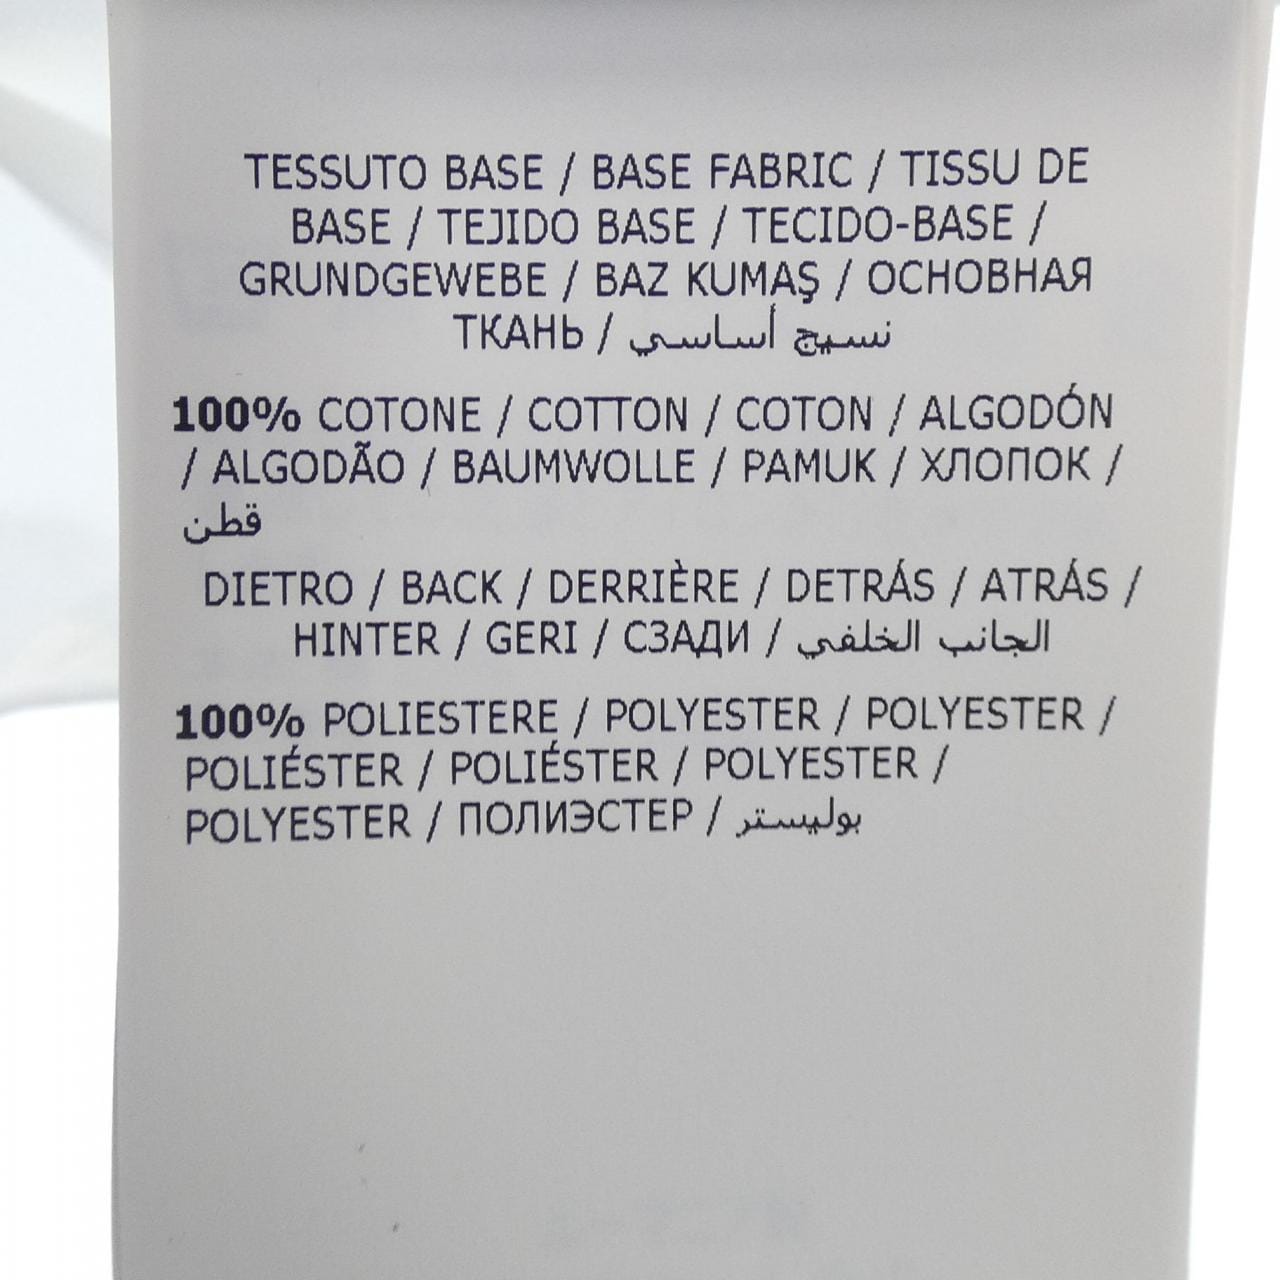 TESSUTO BASE / BASE FABRIC / TISSU DE
BASE / TEJIDO BASE / TECIDO-BASE /
GRUNDGEWEBE / BAZ KUMAŞ / ОСНОВНАЯ
ТКАНЬ / نسيج أساسي
100% COTONE / COTTON / COTON / ALGODÓN
/ ALGODÃO / BAUMWOLLE / PAMUK / ХЛОПОК /
قطن
DIETRO / BACK / DERRIÈRE / DETRÁS / ATRÁS /
HINTER / GERI / СЗАДИ / الجانب الخلفي
100% POLIESTERE / POLYESTER / POLYESTER /
POLIÉSTER / POLIÉSTER / POLYESTER /
POLYESTER / ПОЛИЭСТЕР / بوليستر